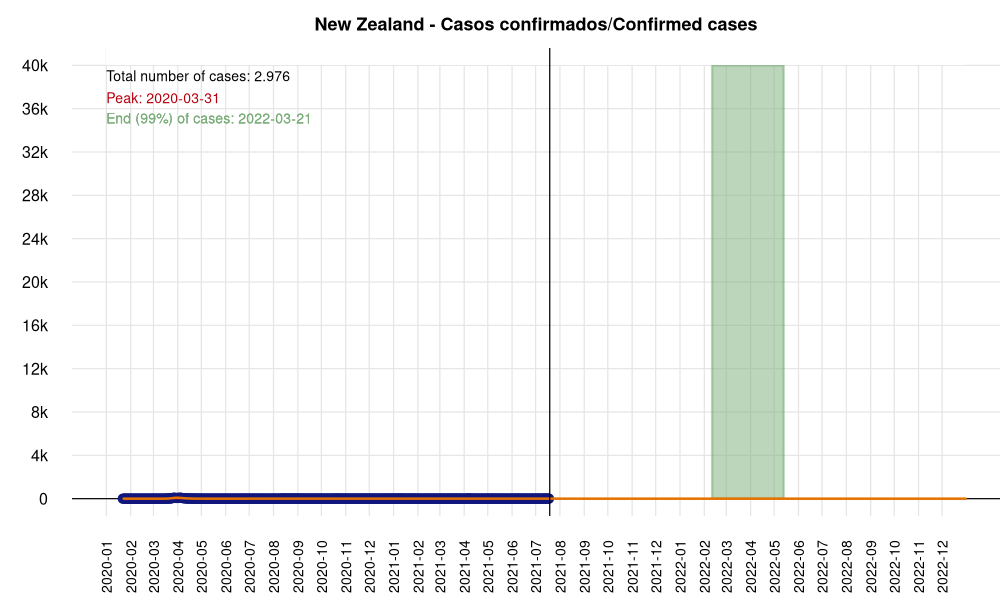 New Zealand - Casos confirmados/Confirmed cases
40k
Total number of cases: 2.976
Peak: 2020-03-31
36k
End (99%) of cases: 2022-03-21
32k
28k
24k
20k
16k
12k
8k
4k
0
2020-01
2020-02
2020-03
2020-04
2020-05
2020-06
2020-07
2020-08
2020-09
2020-10
2020-11
2020-12
2021-01
2021-02
2021-03
2021-04
2021-05
2021-06
2021-07
2021-08
2021-09
2021-10
2021-11
2021-12
2022-01
2022-02
2022-03
2022-04
2022-05
2022-06
2022-07
2022-08
2022-09
2022-10
2022-11
2022-12